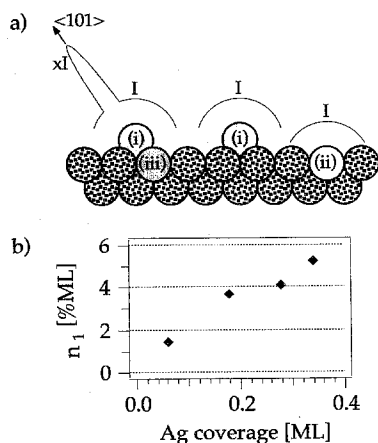 a)
<101>
xI
I
I
I
(i)
(i)
(iii)
(ii)
b)
n1 [%ML]
6
4
2
0
0.0
0.2
0.4
Ag coverage [ML]